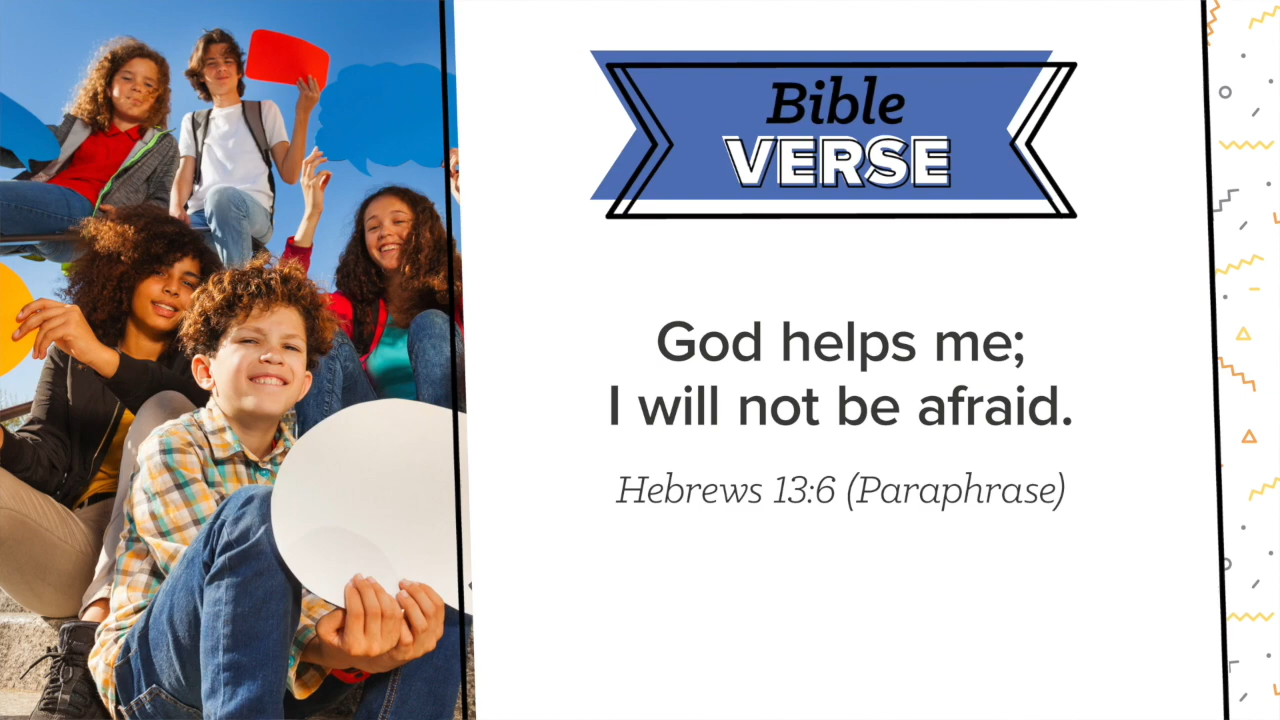 Bible
VERSE
God helps me;
I will not be afraid.
Hebrews 13:6 (Paraphrase)